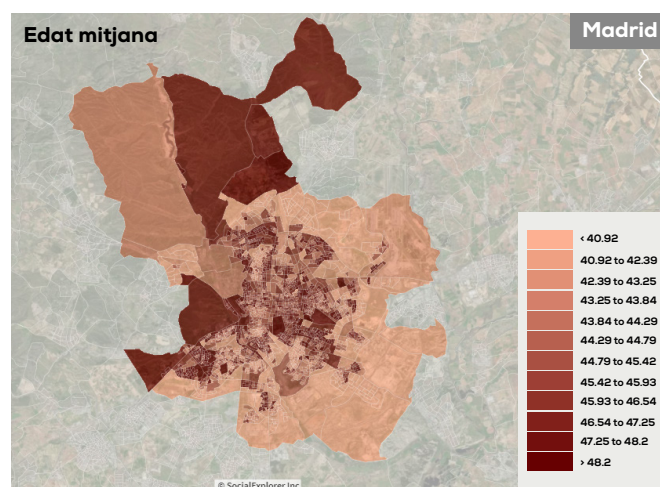 Edat mitjana
Madrid
< 40.92
40.92 to 42.39
42.39 to 43.25
43.25 to 43.84
43.84 to 44.29
44.29 to 44.79
44.79 to 45.42
45.42 to 45.93
45.93 to 46.54
46.54 to 47.25
47.25 to 48.2
> 48.2
© SocialExplorer Inc